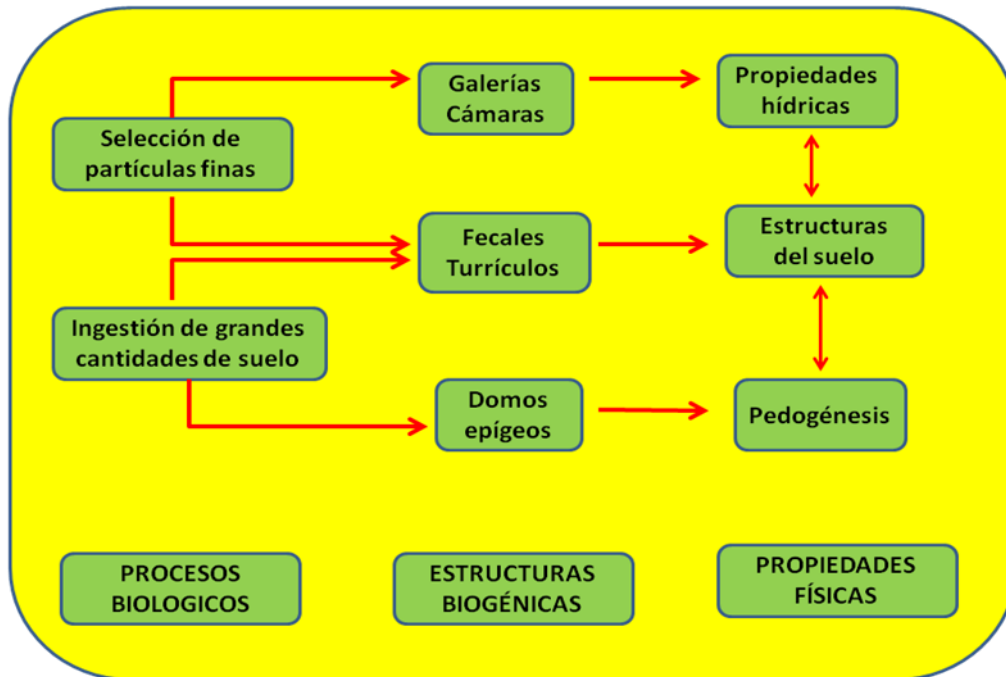 Selección de
partículas finas
Ingestión de grandes
cantidades de suelo
Galerías
Cámaras
Fecales
Turrículos
Domos
epígeos
Propiedades
hídricas
Estructuras
del suelo
Pedogénesis
PROCESOS
BIOLOGICOS
ESTRUCTURAS
BIOGÉNICAS
PROPIEDADES
FÍSICAS